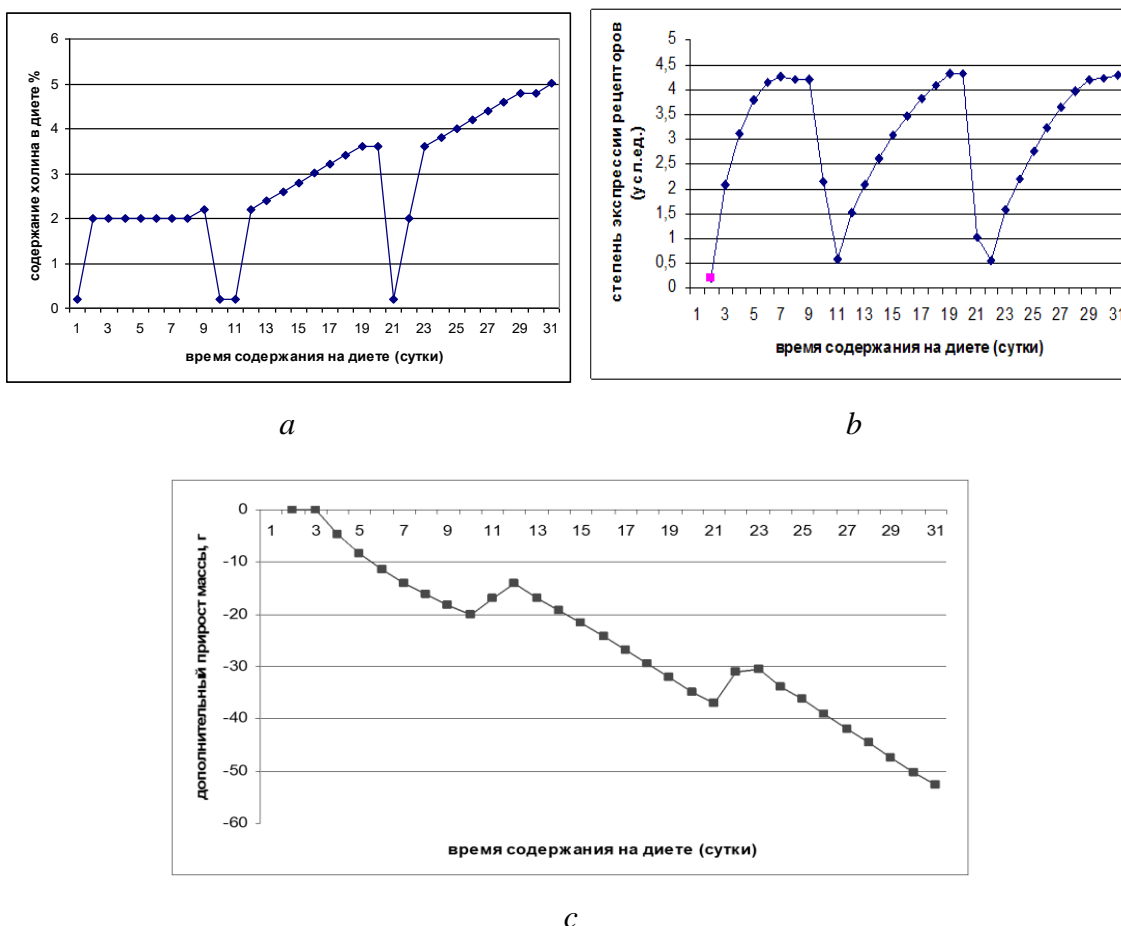 содержание холина в диете %
6
5
4
3
2
1
0
1 3 5 7 9 11 13 15 17 19 21 23 25 27 29 31
время содержания на диете (сутки)
a
степень экспрессии рецепторов
(усл.ед.)
5
4,5
4
3,5
3
2,5
2
1,5
1
0,5
0
1 3 5 7 9 11 13 15 17 19 21 23 25 27 29 31
время содержания на диете (сутки)
b
дополнительный прирост массы, г
0
-10
-20
-30
-40
-50
-60
1 3 5 7 9 11 13 15 17 19 21 23 25 27 29 31
время содержания на диете (сутки)
c